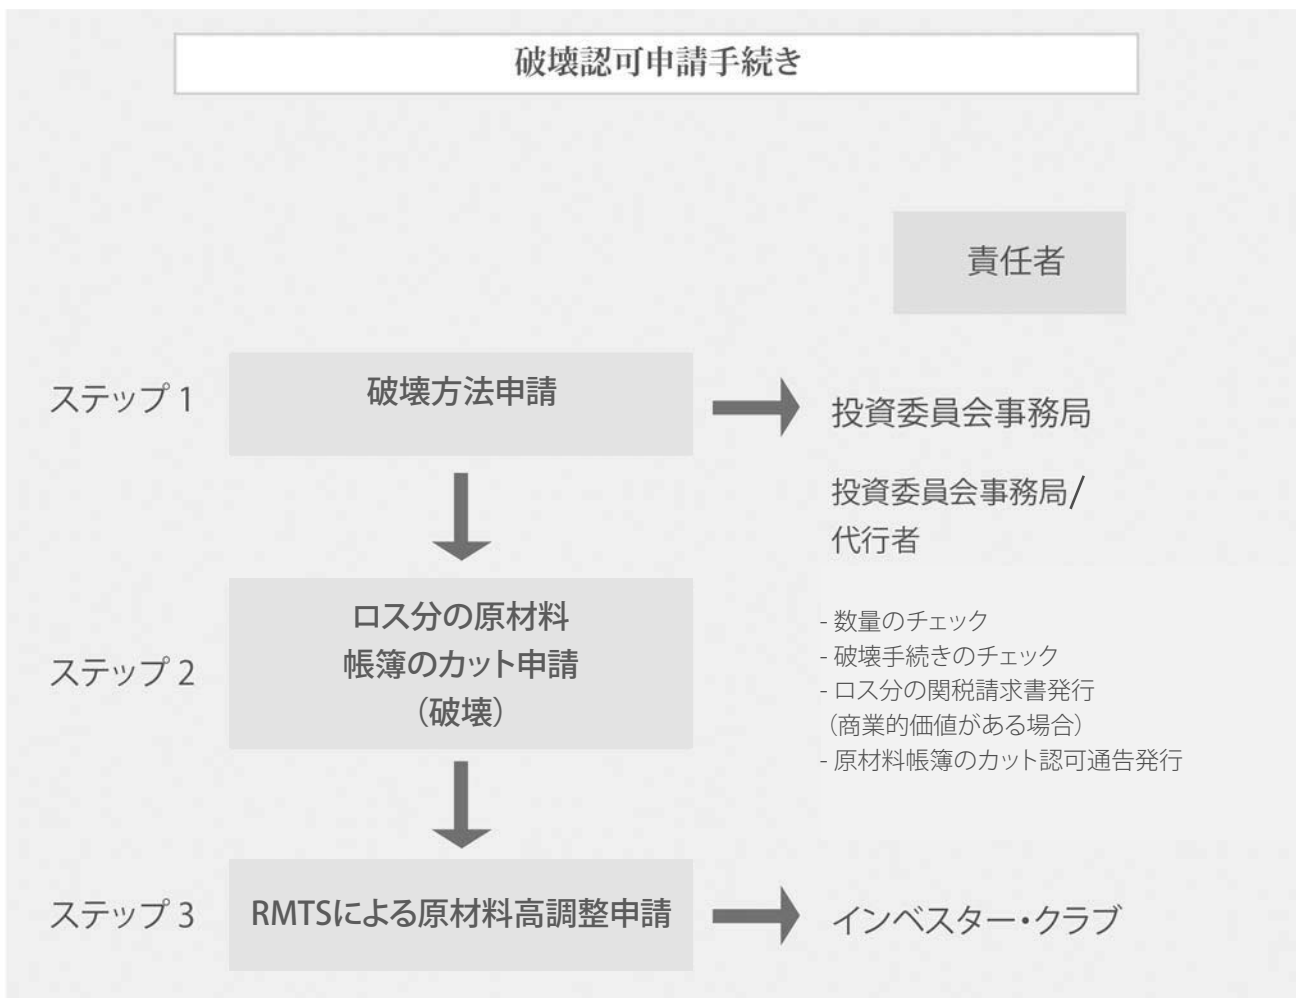 破壊認可申請手続き
責任者
ステップ 1
破壊方法申請
投資委員会事務局
投資委員会事務局/
代行者
ステップ 2
ロス分の原材料
帳簿のカット申請
（破壊）
- 数量のチェック
- 破壊手続きのチェック
- ロス分の関税請求書発行
（商業的価値がある場合）
- 原材料帳簿のカット認可通告発行
ステップ 3
RMTSによる原材料高調整申請
インベスター・クラブ